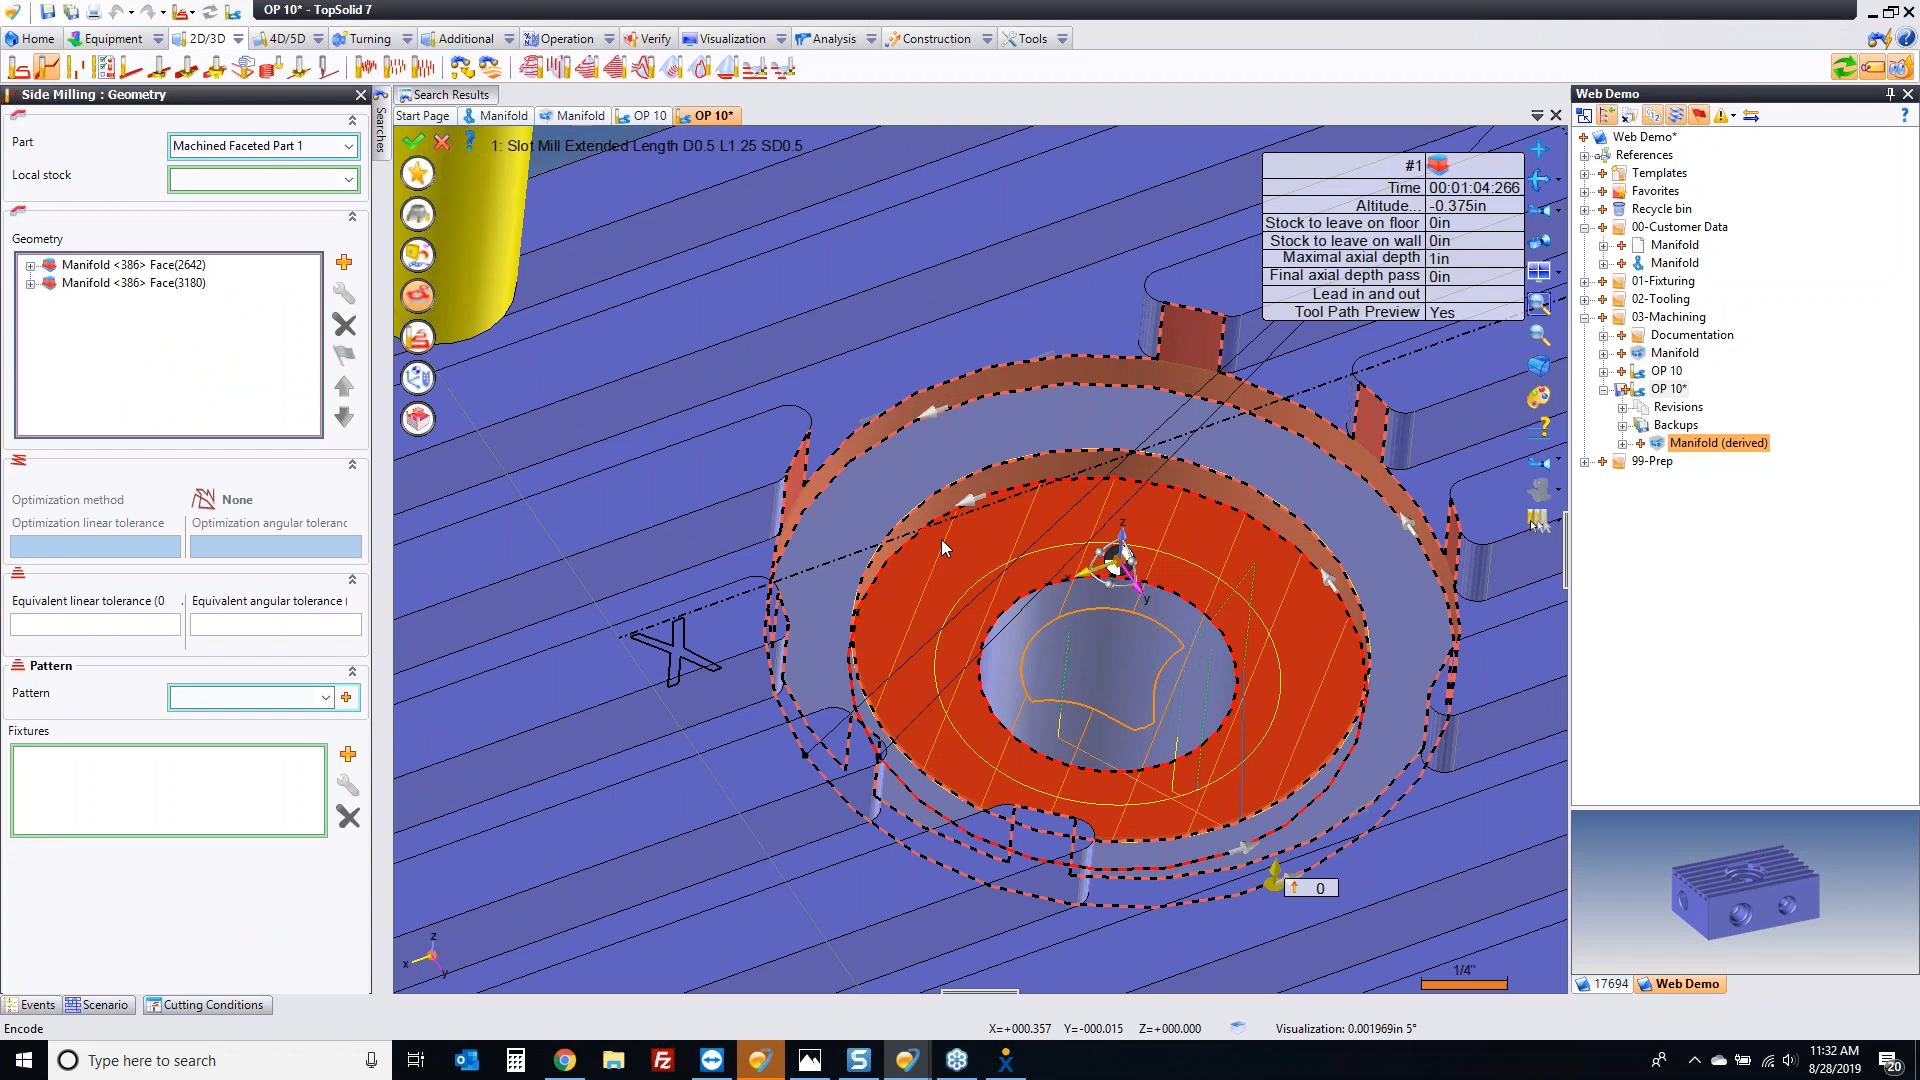 OP 10* - TopSolid 7
Home
Equipment
2D/3D
4D/5D
Turning
Additional
Operation
Verify
Visualization
Analysis
Construction
Tools
Side Milling : Geometry
Part
Machined Faceted Part 1
Local stock
Geometry
Manifold <386> Face(2642)
Manifold <386> Face(3180)
Optimization method
None
Optimization linear tolerance
Optimization angular toleranc
Equivalent linear tolerance (0
Equivalent angular tolerance (
Pattern
Pattern
Fixtures
Searches
Search Results
Start Page
Manifold
Manifold
OP 10
OP 10*
1: Slot Mill Extended Length D0.5 L1.25 SD0.5
#1
Time 00:01:04:266
Altitude... -0.375in
Stock to leave on floor 0in
Stock to leave on wall 0in
Maximal axial depth 1in
Final axial depth pass 0in
Lead in and out
Tool Path Preview Yes
X
z
y
0
z
x
y
1/4"
Web Demo
Web Demo*
References
Templates
Favorites
Recycle bin
00-Customer Data
Manifold
Manifold
01-Fixturing
02-Tooling
03-Machining
Documentation
Manifold
OP 10
OP 10*
Revisions
Backups
Manifold (derived)
99-Prep
17694
Web Demo
Events
Scenario
Cutting Conditions
Encode
X=+000.357 Y=-000.015 Z=+000.000
Visualization: 0.001969in 5°
Type here to search
11:32 AM
8/28/2019
20